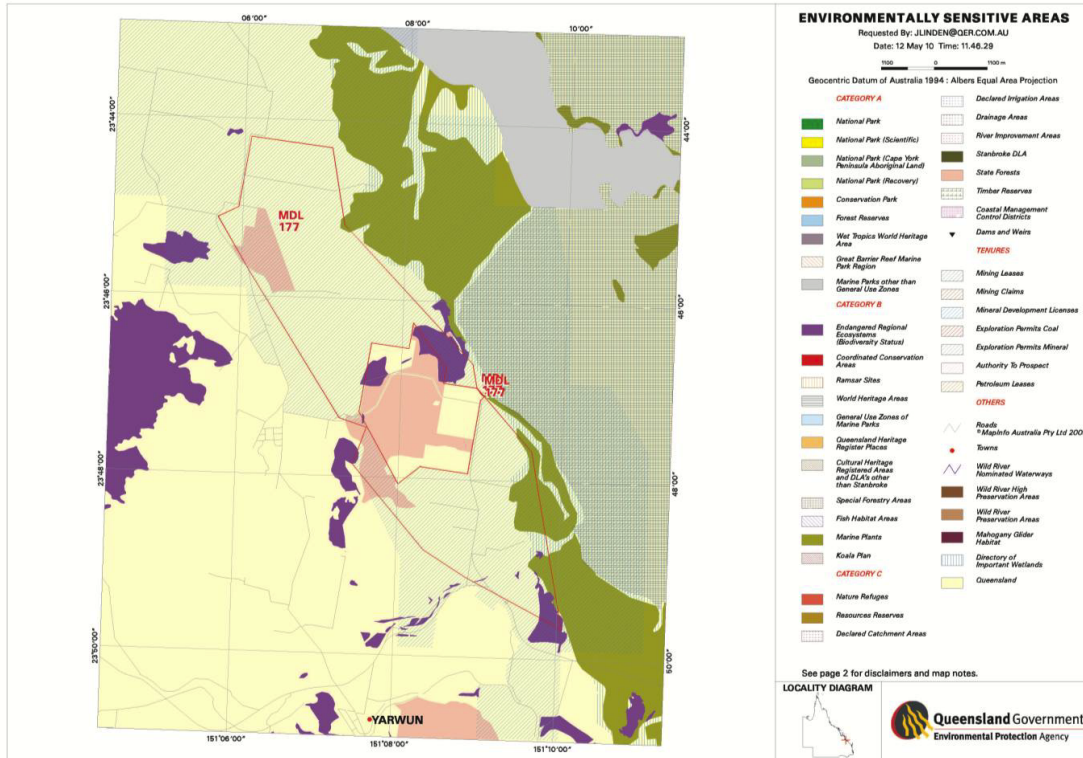 ENVIRONMENTALLY SENSITIVE AREAS
Requested By: JLINDEN@QER.COM.AU
Date: 12 May 10 Time: 11.46.29
1100 0 1100 m
Geocentric Datum of Australia 1994 : Albers Equal Area Projection
CATEGORY A
National Park
National Park (Scientific)
National Park (Cape York
Peninsula Aboriginal Land)
National Park (Recovery)
Conservation Park
Forest Reserves
Wet Tropics World Heritage
Area
Great Barrier Reef Marine
Park Region
Marine Parks other than
General Use Zones
CATEGORY B
Endangered Regional
Ecosystems
(Biodiversity Status)
Coordinated Conservation
Areas
Ramsar Sites
World Heritage Areas
General Use Zones of
Marine Parks
Queensland Heritage
Register Places
Cultural Heritage
Registered Areas
and DLA's other
than Stanbroke
Special Forestry Areas
Fish Habitat Areas
Marine Plants
Koala Plan
CATEGORY C
Nature Refuges
Resources Reserves
Declared Catchment Areas
Declared Irrigation Areas
Drainage Areas
River Improvement Areas
Stanbroke DLA
State Forests
Timber Reserves
Coastal Management
Control Districts
Dams and Weirs
TENURES
Mining Leases
Mining Claims
Mineral Development Licenses
Exploration Permits Coal
Exploration Permits Mineral
Authority To Prospect
Petroleum Leases
OTHERS
Roads
© MapInfo Australia Pty Ltd 200
Towns
Wild River
Nominated Waterways
Wild River High
Preservation Areas
Wild River
Preservation Areas
Mahogany Glider
Habitat
Directory of
Important Wetlands
Queensland
See page 2 for disclaimers and map notes.
LOCALITY DIAGRAM
Queensland Government
Environmental Protection Agency
06'00"
08'00"
10'00"
23°44'00"
44'00"
MDL
177
23°46'00"
46'00"
MDL
177
23°48'00"
48'00"
23°50'00"
50'00"
YARWUN
151°06'00"
151°08'00"
151°10'00"